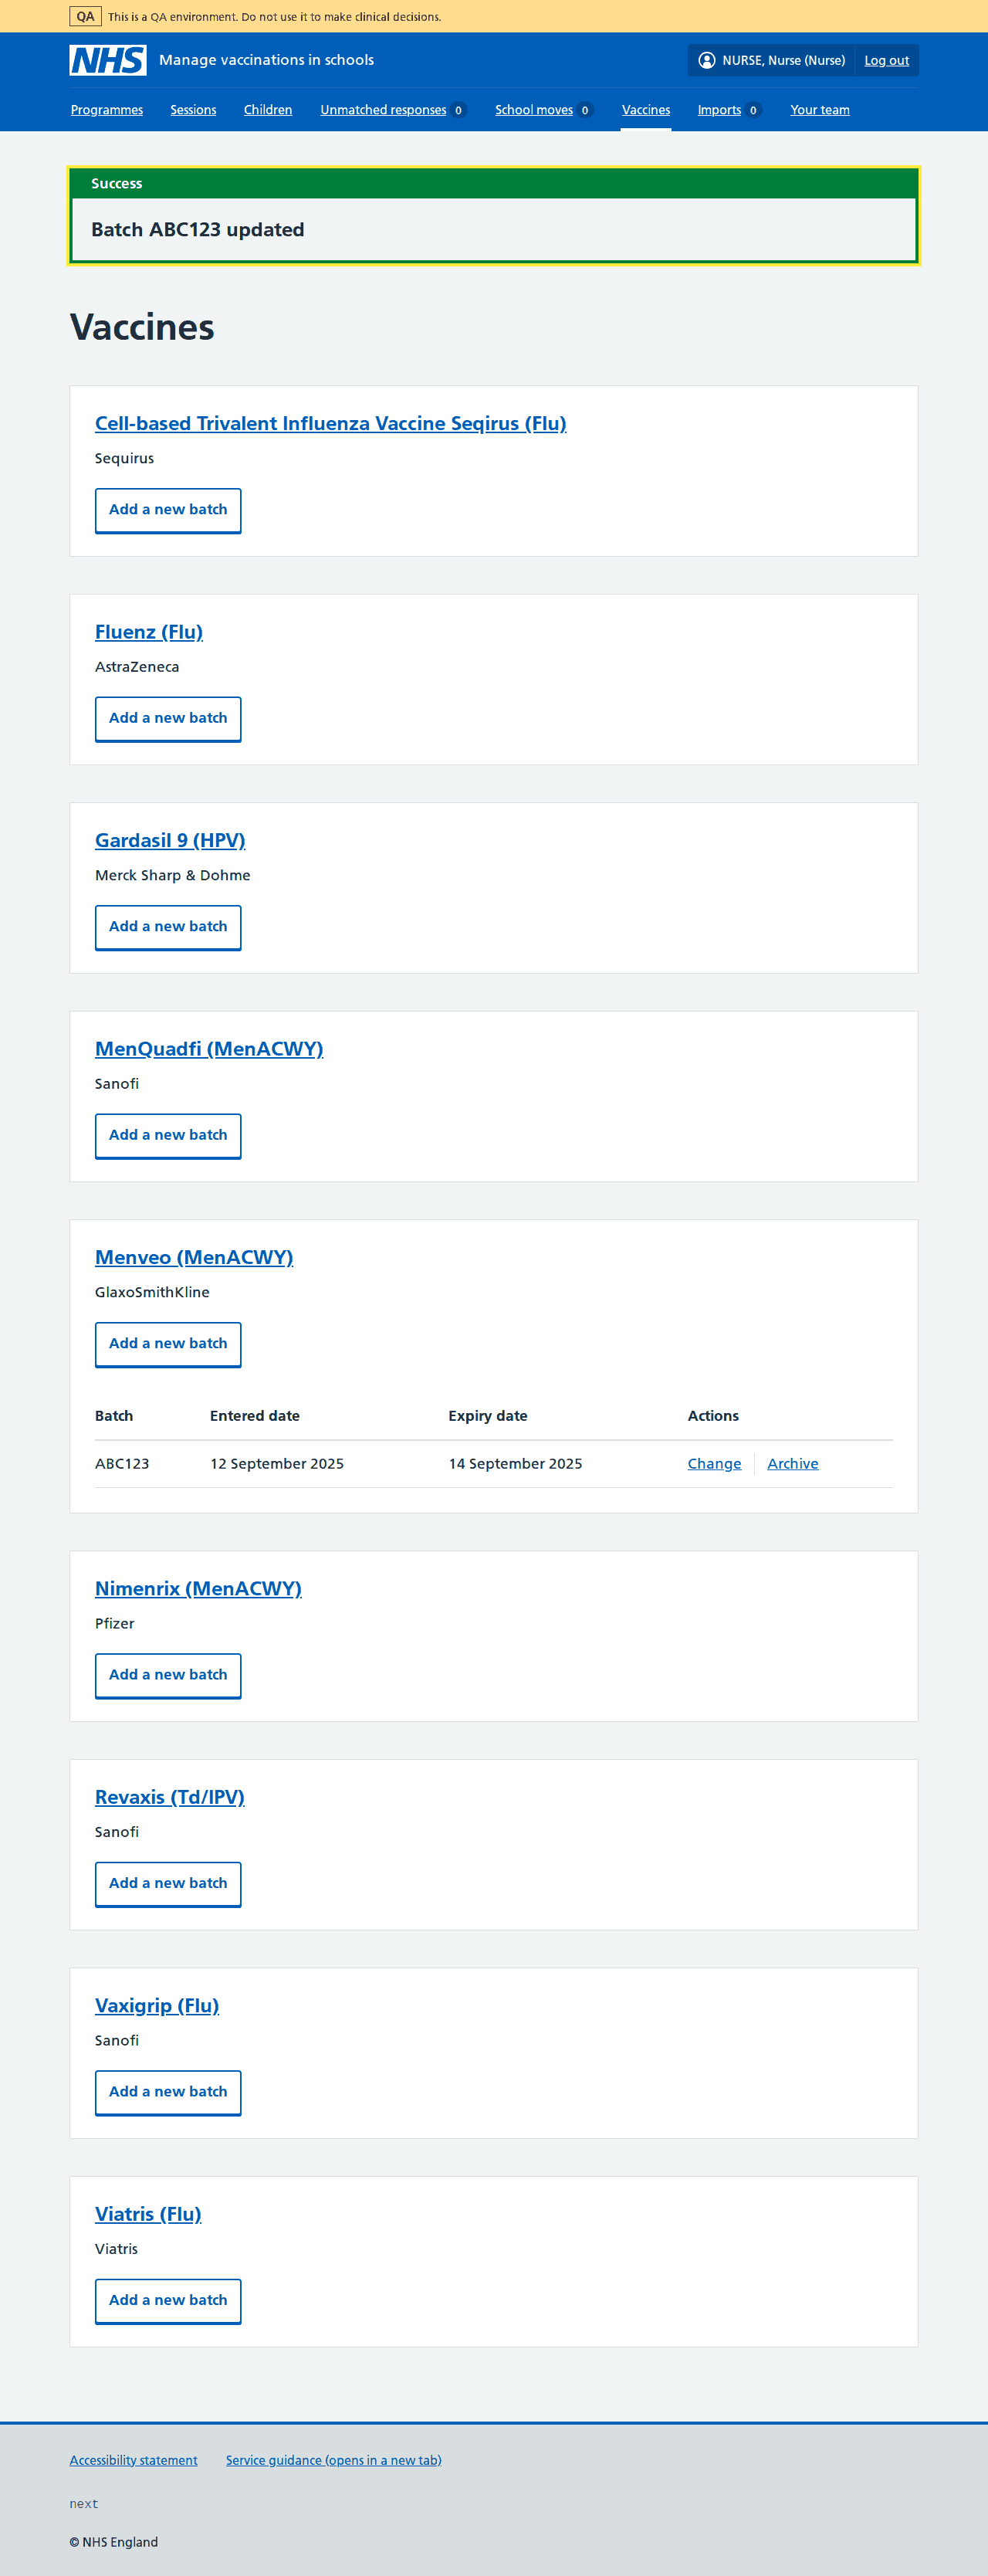 QA This is a QA environment. Do not use it to make clinical decisions.
NHS Manage vaccinations in schools NURSE, Nurse (Nurse) Log out
Programmes Sessions Children Unmatched responses 0 School moves 0 Vaccines Imports 0 Your team
Success
Batch ABC123 updated
Vaccines
Cell-based Trivalent Influenza Vaccine Seqirus (Flu)
Sequirus
Add a new batch
Fluenz (Flu)
AstraZeneca
Add a new batch
Gardasil 9 (HPV)
Merck Sharp & Dohme
Add a new batch
MenQuadfi (MenACWY)
Sanofi
Add a new batch
Menveo (MenACWY)
GlaxoSmithKline
Add a new batch
Batch Entered date Expiry date Actions
ABC123 12 September 2025 14 September 2025 Change Archive
Nimenrix (MenACWY)
Pfizer
Add a new batch
Revaxis (Td/IPV)
Sanofi
Add a new batch
Vaxigrip (Flu)
Sanofi
Add a new batch
Viatris (Flu)
Viatris
Add a new batch
Accessibility statement Service guidance (opens in a new tab)
next
© NHS England